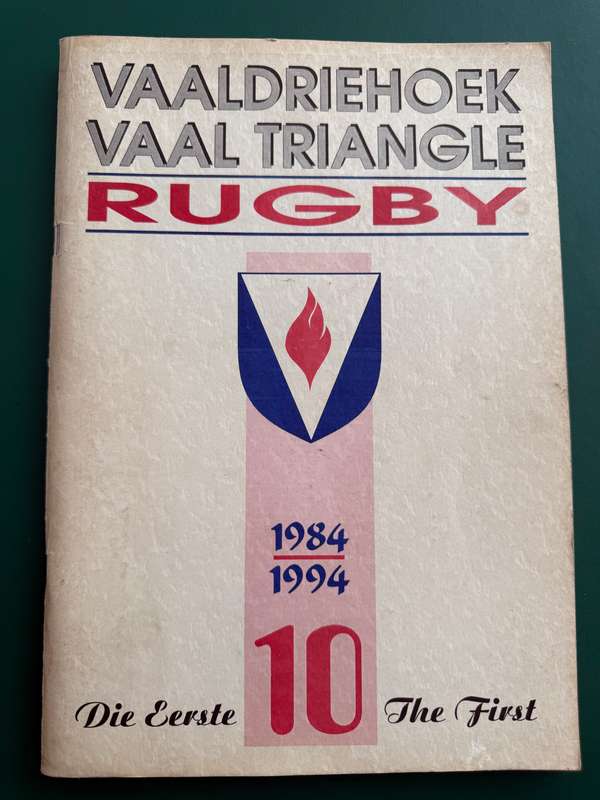 VAALDRIEHOEK
VAAL TRIANGLE
RUGBY
1984
1994
Die Eerste 10 The First